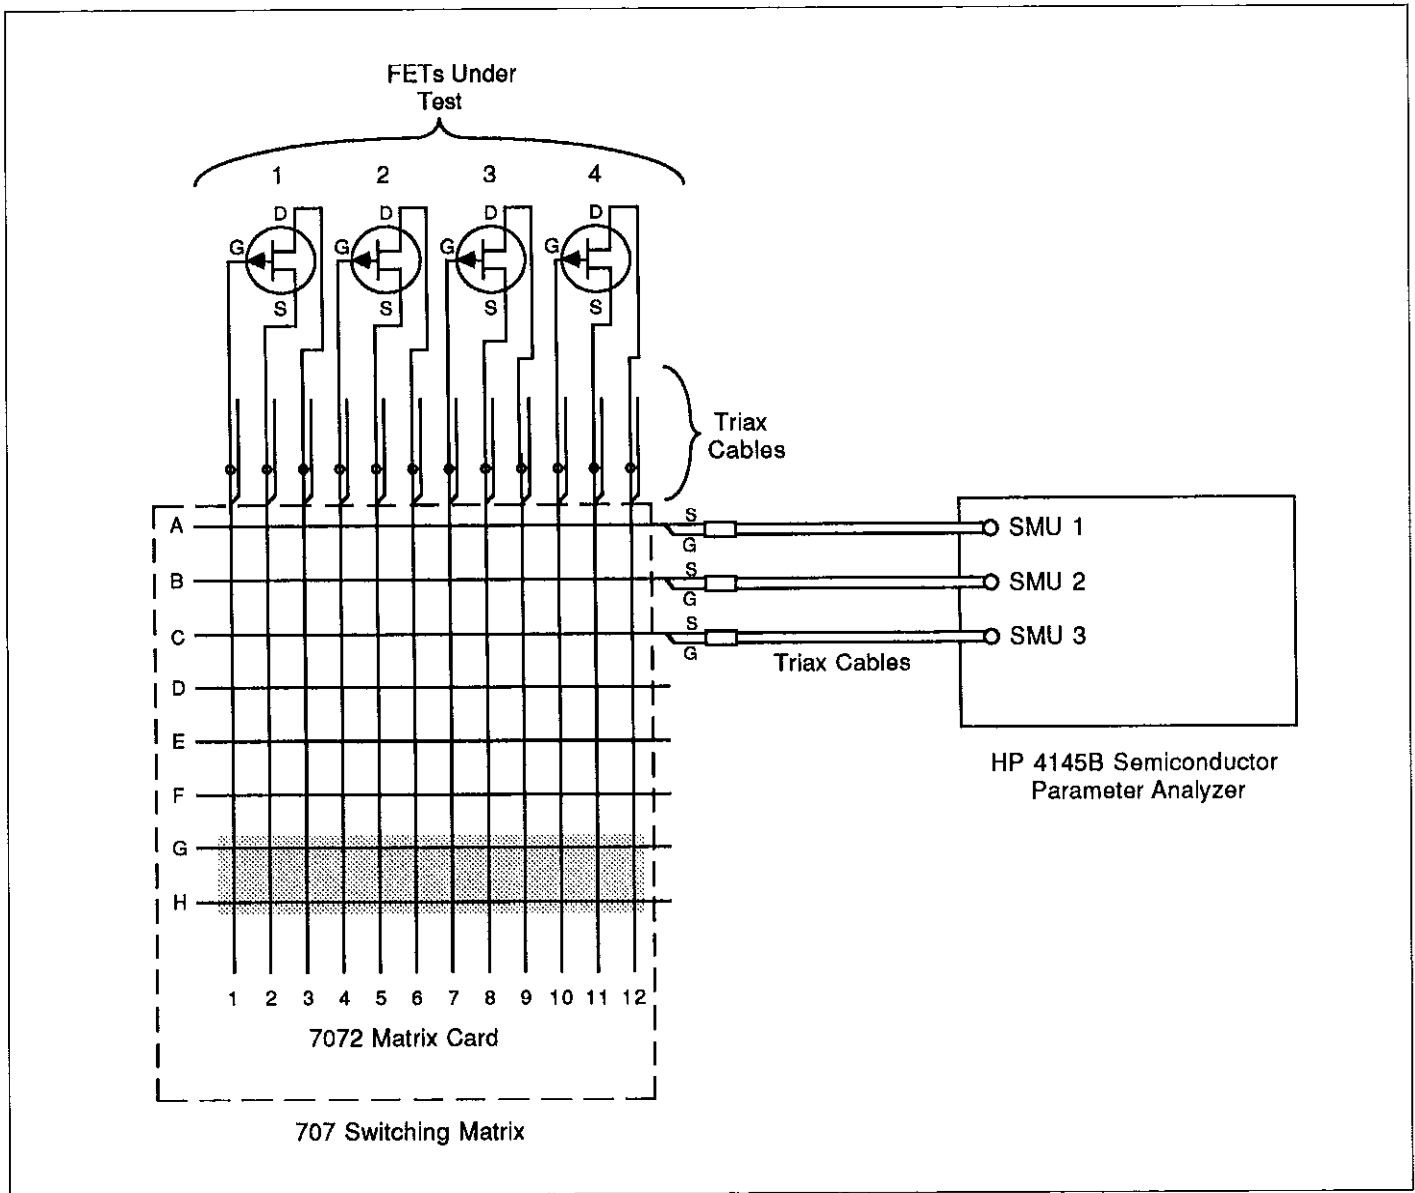 FETs Under
Test
1 2 3 4
D D D D
G G G G
S S S S
Triax
Cables
A
S
G
SMU 1
B
S
G
SMU 2
C
S
G
SMU 3
Triax Cables
D
E
F
G
H
HP 4145B Semiconductor
Parameter Analyzer
1 2 3 4 5 6 7 8 9 10 11 12
7072 Matrix Card
707 Switching Matrix